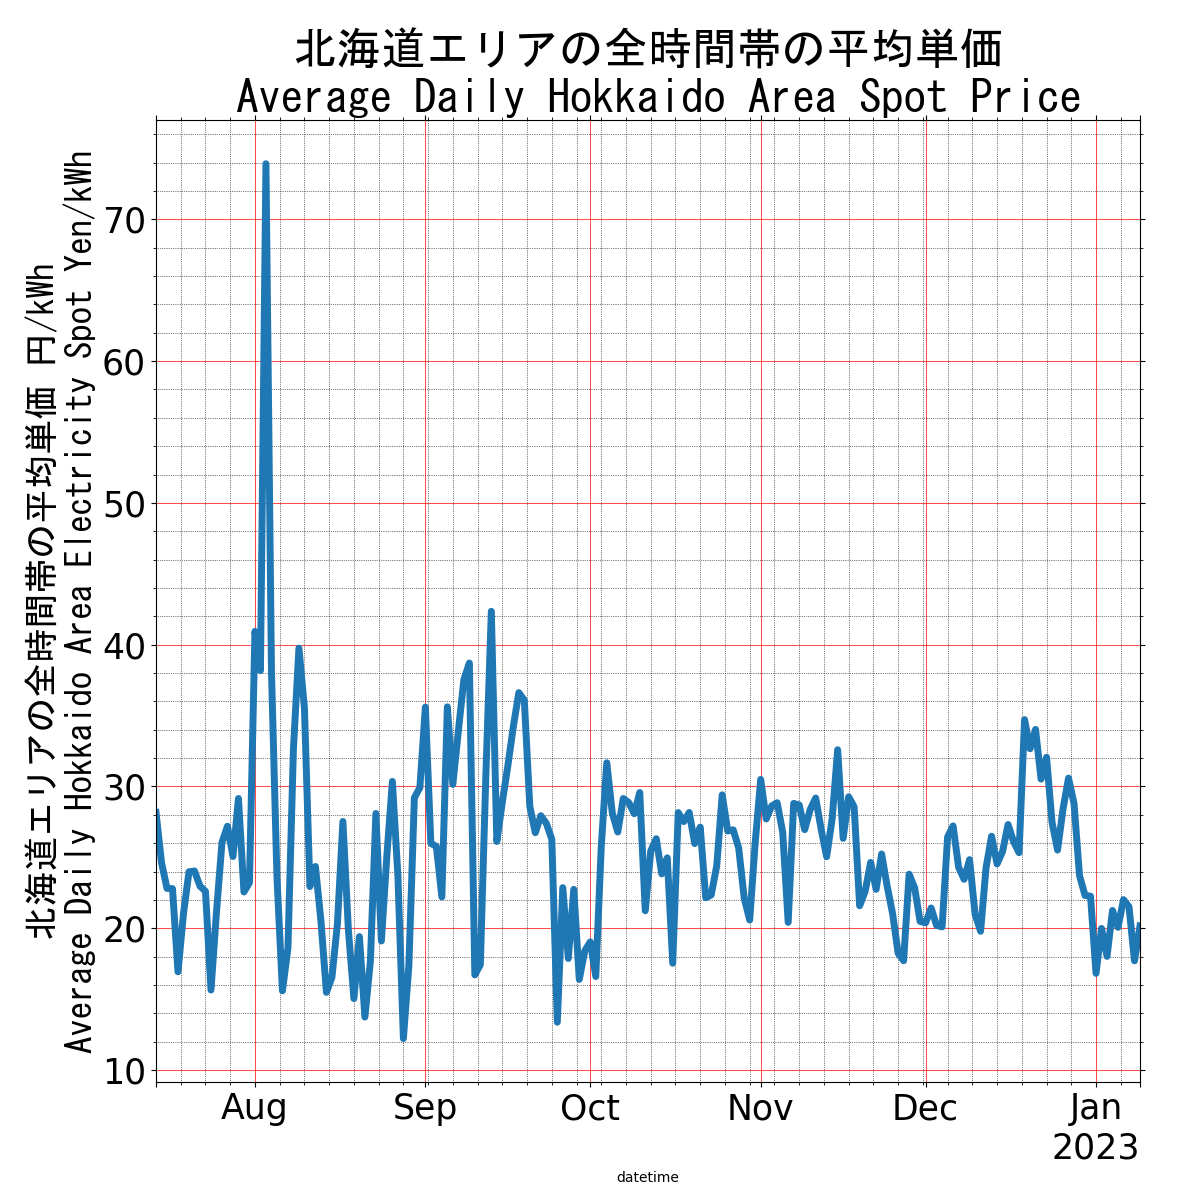 北海道エリアの全時間帯の平均単価
Average Daily Hokkaido Area Spot Price
北海道エリアの全時間帯の平均単価 円/kWh
Average Daily Hokkaido Area Electricity Spot Yen/kWh
70
60
50
40
30
20
10
Aug Sep Oct Nov Dec Jan
2023
datetime